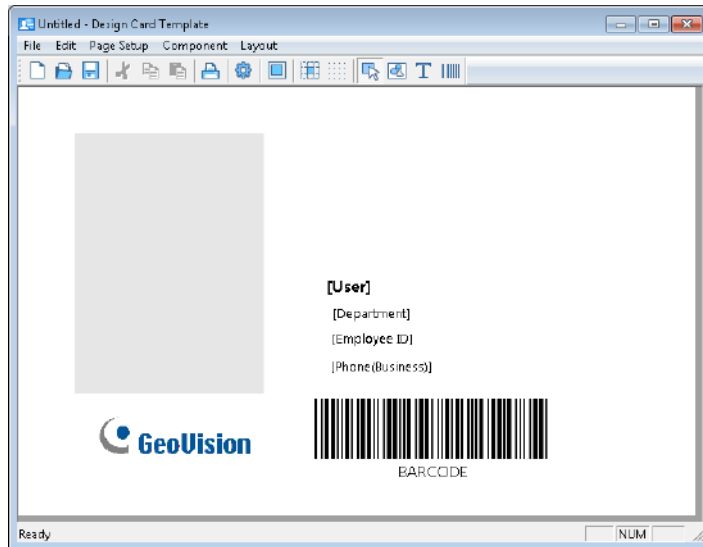 Untitled - Design Card Template
File Edit Page Setup Component Layout
[User]
[Department]
[Employee ID]
[Phone(Business)]
GeoVision
BARCODE
Ready
NUM